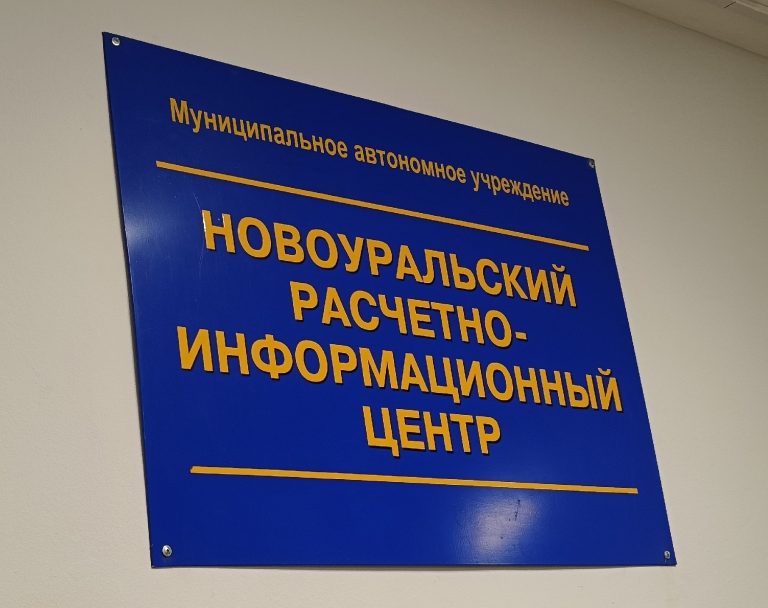 Муниципальное автономное учреждение
НОВОУРАЛЬСКИЙ
РАСЧЕТНО-
ИНФОРМАЦИОННЫЙ
ЦЕНТР